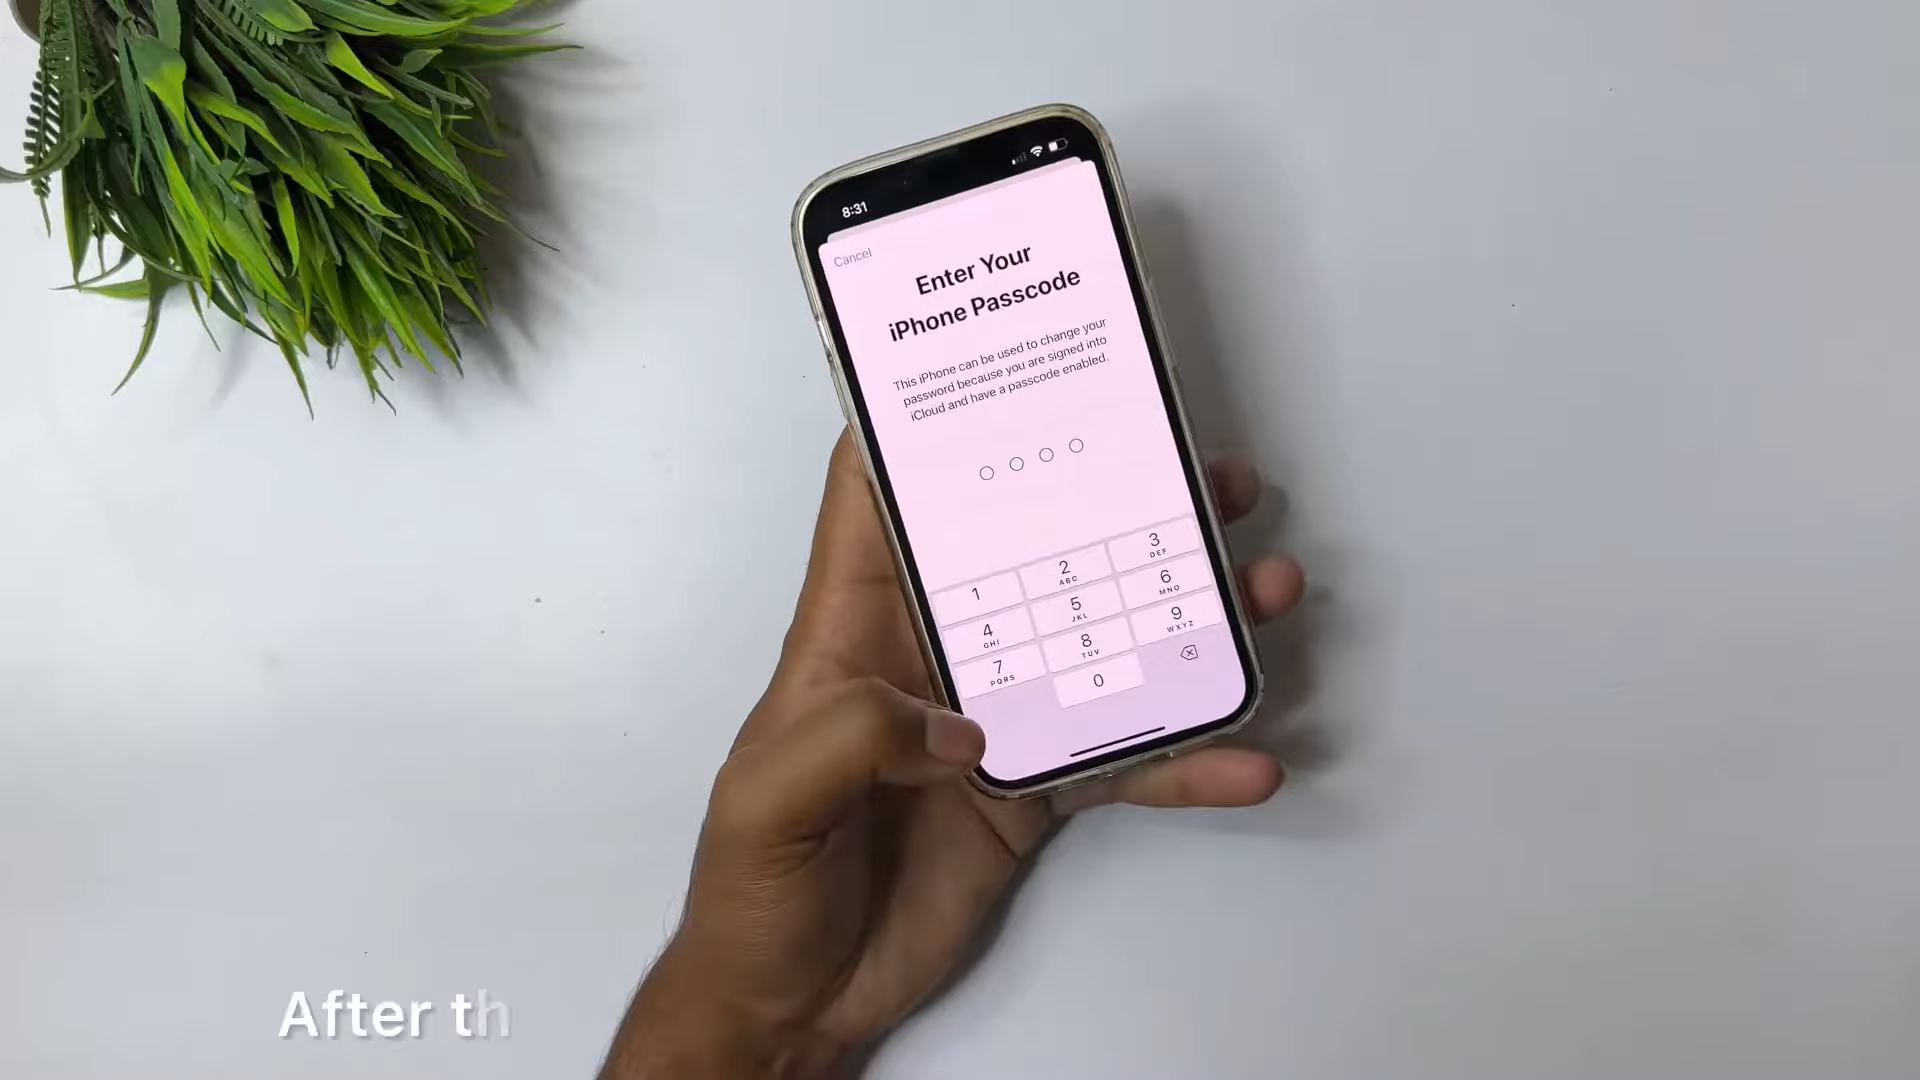 8:31
Cancel
Enter Your
iPhone Passcode
This iPhone can be used to change your
password because you are signed into
iCloud and have a passcode enabled.
1
2
ABC
3
DEF
4
GHI
5
JKL
6
MNO
7
PQRS
8
TUV
9
WXYZ
0
After th